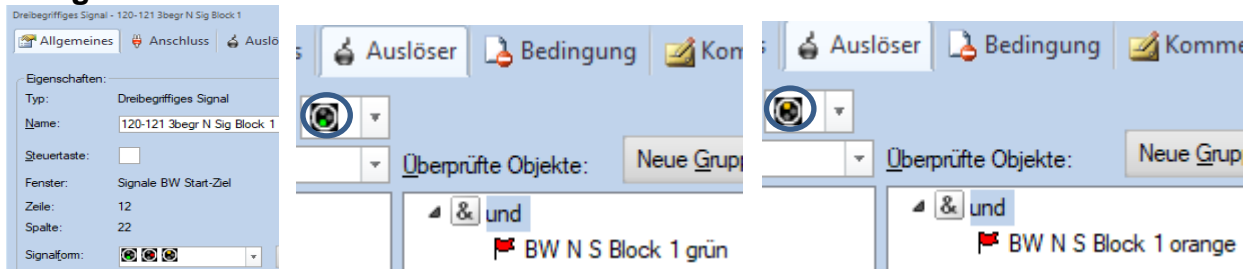 Dreibegriffiges Signal - 120-121 3begr N Sig Block 1
Allgemeines Anschluss Auslö
Eigenschaften:
Typ: Dreibegriffiges Signal
Name: 120-121 3begr N Sig Block 1
Steuertaste:
Fenster: Signale BW Start-Ziel
Zeile: 12
Spalte: 22
Signalform:
Auslöser Bedingung Kom
Überprüfte Objekte: Neue Grupp
& und
BW N S Block 1 grün
Auslöser Bedingung Komme
Überprüfte Objekte: Neue Grup
& und
BW N S Block 1 orange